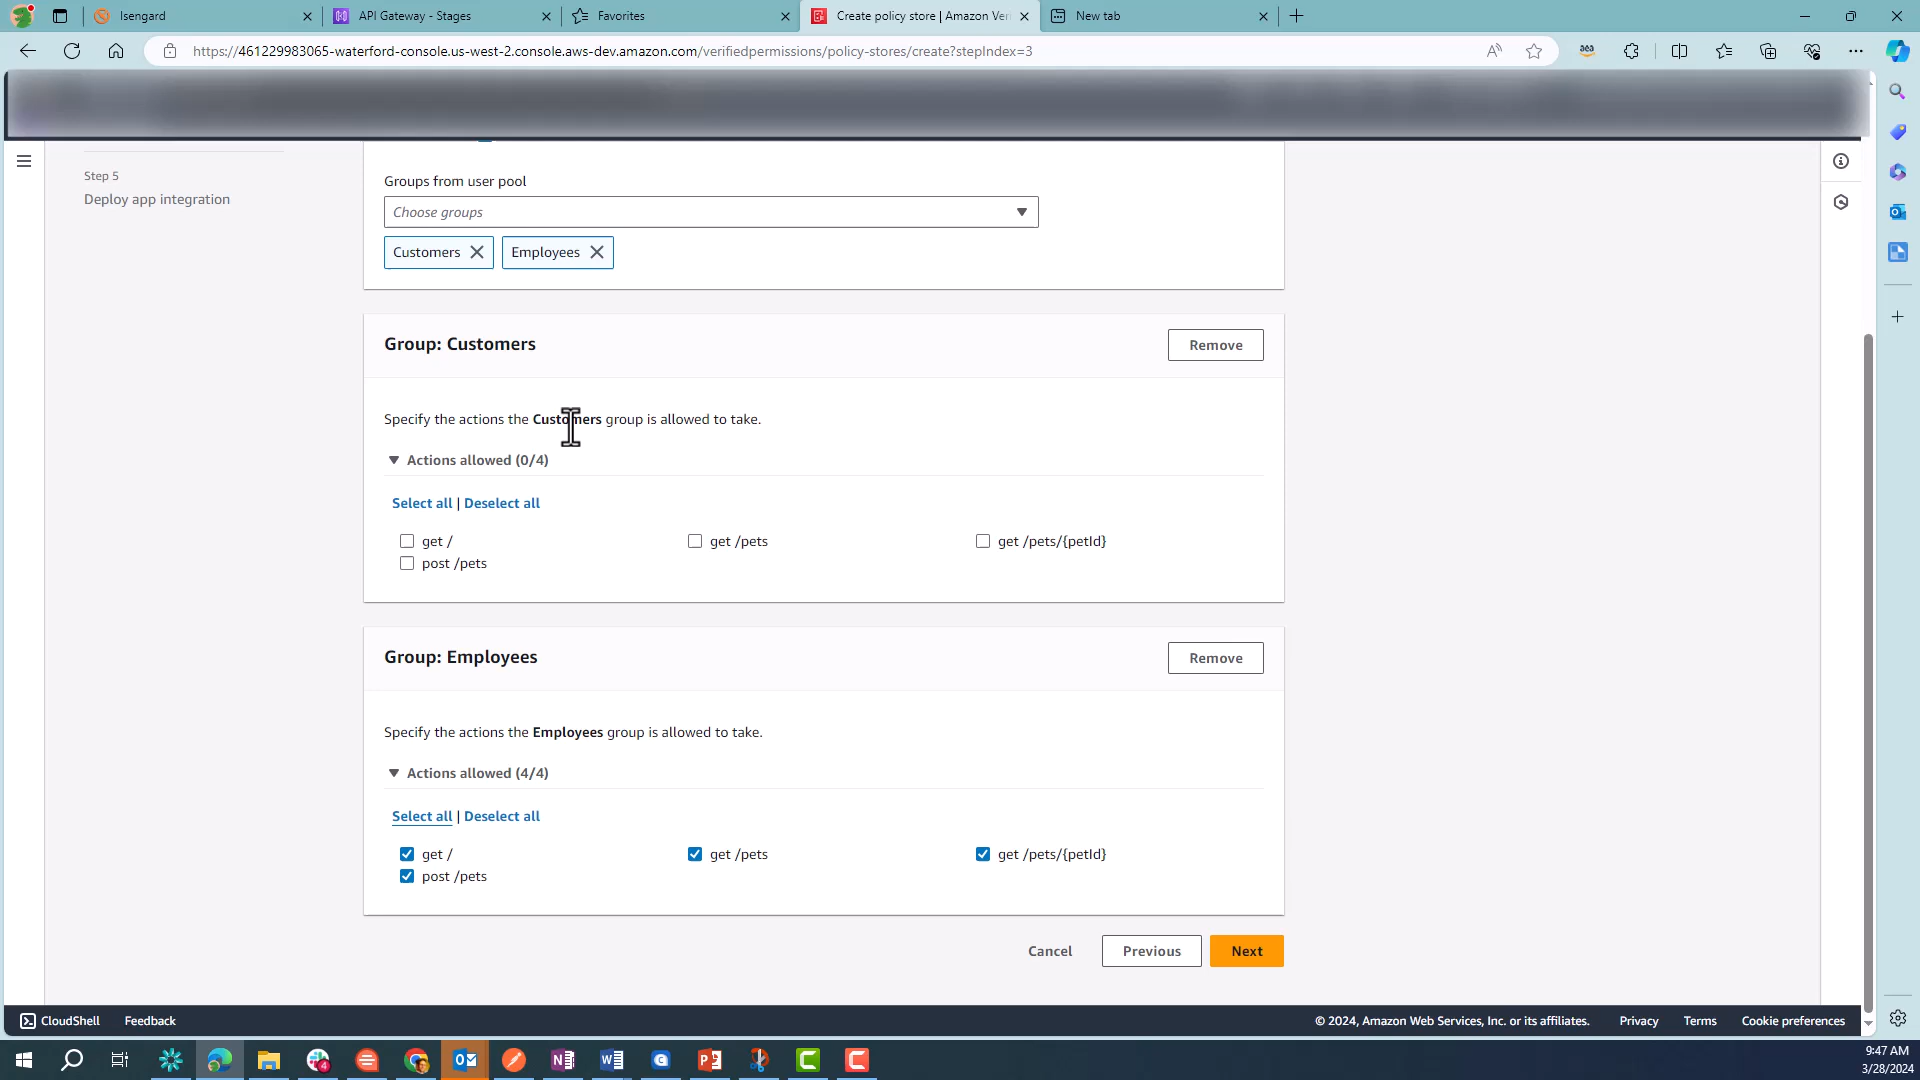 Isengard
API Gateway - Stages
Favorites
Create policy store | Amazon Ver
New tab
https://461229983065-waterford-console.us-west-2.console.aws-dev.amazon.com/verifiedpermissions/policy-stores/create?stepIndex=3
Step 5
Deploy app integration
Groups from user pool
Choose groups
Customers
Employees
Group: Customers
Remove
Specify the actions the Customers group is allowed to take.
Actions allowed (0/4)
Select all | Deselect all
get /
get /pets
get /pets/{petId}
post /pets
Group: Employees
Remove
Specify the actions the Employees group is allowed to take.
Actions allowed (4/4)
Select all | Deselect all
get /
get /pets
get /pets/{petId}
post /pets
Cancel
Previous
Next
CloudShell
Feedback
© 2024, Amazon Web Services, Inc. or its affiliates.
Privacy
Terms
Cookie preferences
9:47 AM
3/28/2024